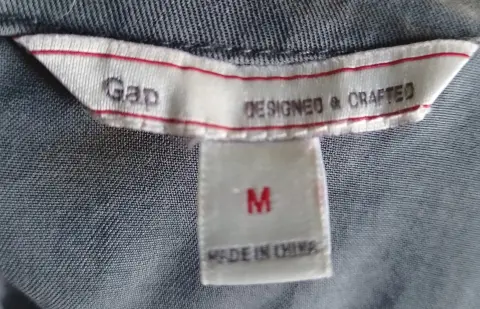 Gap DESIGNED & CRAFTED
M
MADE IN CHINA